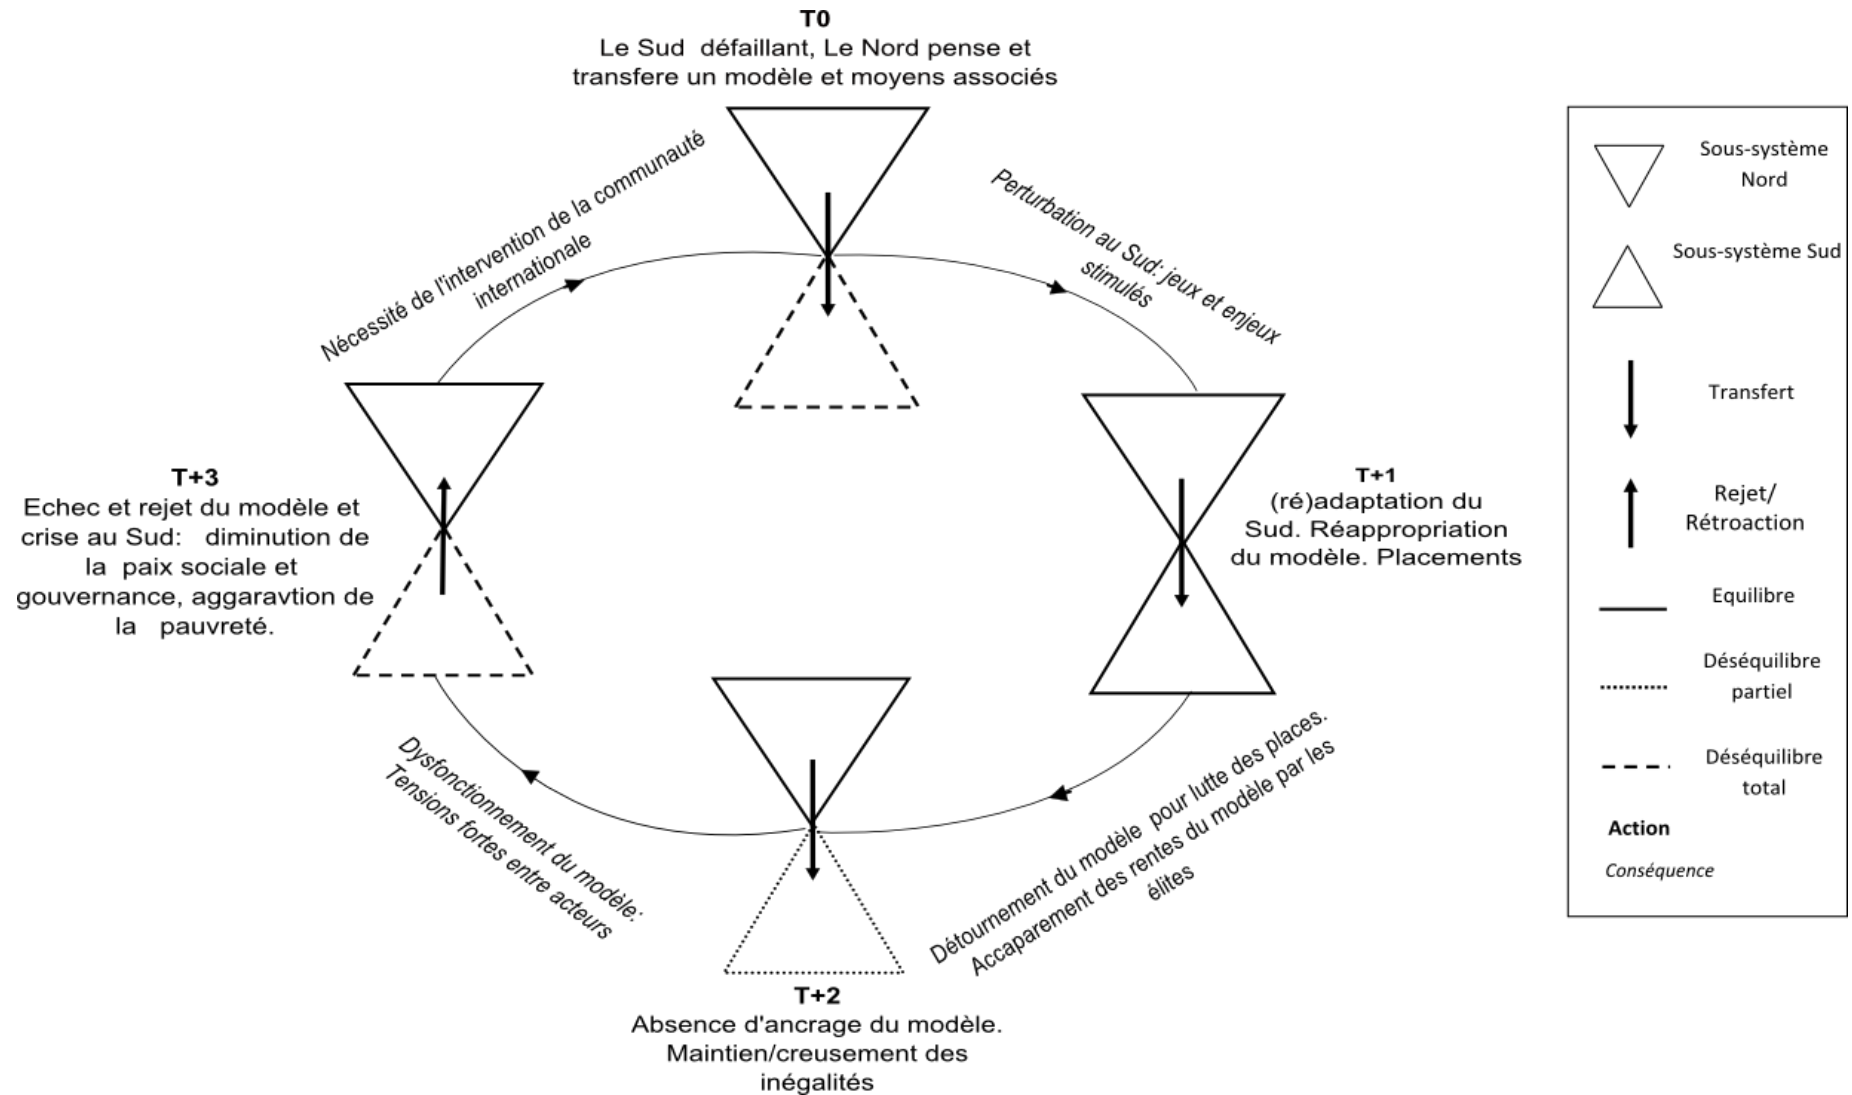 T0
Le Sud défaillant, Le Nord pense et
transfere un modèle et moyens associés
Nécessité de l'intervention de la communauté
internationale
Perturbation au Sud: jeux et enjeux
stimulés
T+3
Echec et rejet du modèle et
crise au Sud: diminution de
la paix sociale et
gouvernance, aggaravtion de
la pauvreté.
T+1
(ré)adaptation du
Sud. Réappropriation
du modèle. Placements
Dysfonctionnement du modèle:
Tensions fortes entre acteurs
Détournement du modèle pour lutte des places.
Accaparement des rentes du modèle par les
élites
T+2
Absence d'ancrage du modèle.
Maintien/creusement des
inégalités
Sous-système
Nord
Sous-système Sud
Transfert
Rejet/
Rétroaction
Equilibre
Déséquilibre
partiel
Déséquilibre
total
Action
Conséquence